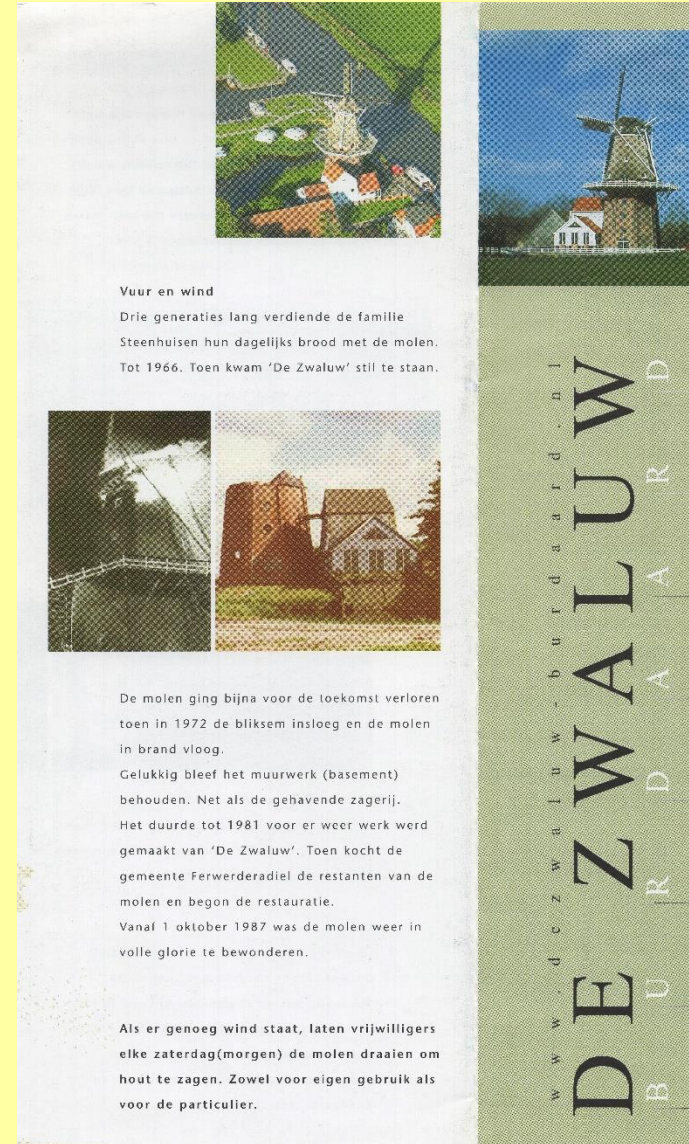 Vuur en wind
Drie generaties lang verdiende de familie
Steenhuisen hun dagelijks brood met de molen.
Tot 1966. Toen kwam ‘De Zwaluw’ stil te staan.
De molen ging bijna voor de toekomst verloren
toen in 1972 de bliksem insloeg en de molen
in brand vloog.
Gelukkig bleef het muurwerk (basement)
behouden. Net als de gehavende zagerij.
Het duurde tot 1981 voor er weer werk werd
gemaakt van ‘De Zwaluw’. Toen kocht de
gemeente Ferwerderadiel de restanten van de
molen en begon de restauratie.
Vanaf 1 oktober 1987 was de molen weer in
volle glorie te bewonderen.
Als er genoeg wind staat, laten vrijwilligers
elke zaterdag(morgen) de molen draaien om
hout te zagen. Zowel voor eigen gebruik als
voor de particulier.
www.dezwaluw-burdaard.nl
DE ZWALUW
BURDAARD